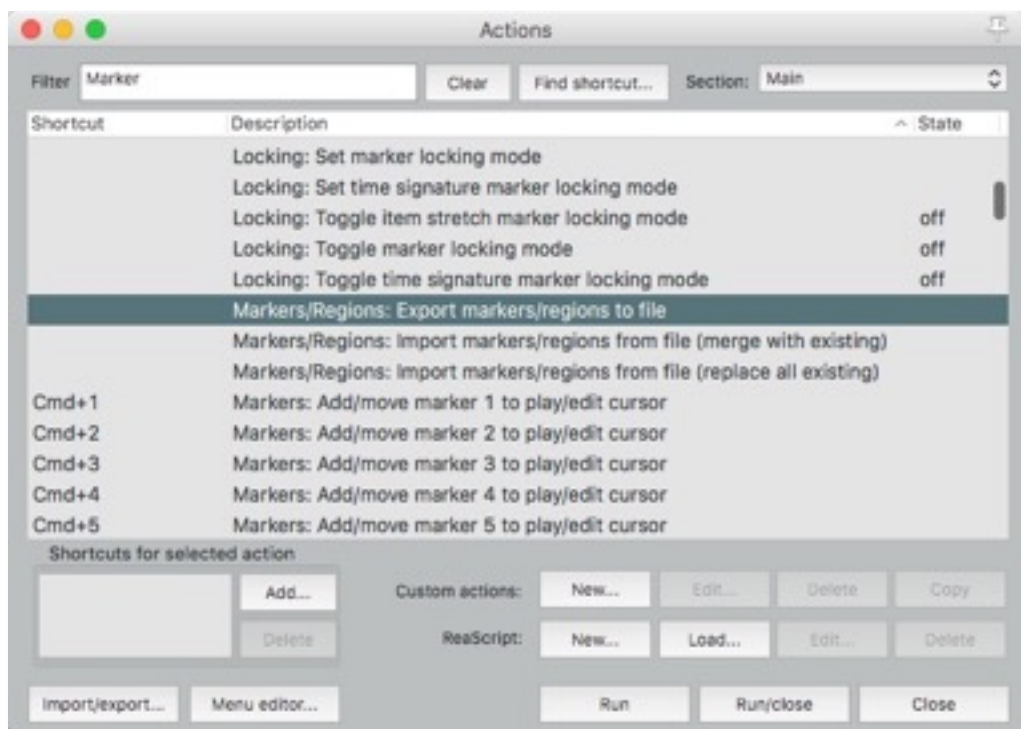 Actions
Filter Marker Clear Find shortcut... Section: Main
Shortcut Description State
Locking: Set marker locking mode
Locking: Set time signature marker locking mode
Locking: Toggle item stretch marker locking mode off
Locking: Toggle marker locking mode off
Locking: Toggle time signature marker locking mode off
Markers/Regions: Export markers/regions to file
Markers/Regions: Import markers/regions from file (merge with existing)
Markers/Regions: Import markers/regions from file (replace all existing)
Cmd+1 Markers: Add/move marker 1 to play/edit cursor
Cmd+2 Markers: Add/move marker 2 to play/edit cursor
Cmd+3 Markers: Add/move marker 3 to play/edit cursor
Cmd+4 Markers: Add/move marker 4 to play/edit cursor
Cmd+5 Markers: Add/move marker 5 to play/edit cursor
Shortcuts for selected action
Add... Custom actions: New... Edit... Delete Copy
Delete ReaScript: New... Load... Edit... Delete
Import/export... Menu editor... Run Run/close Close